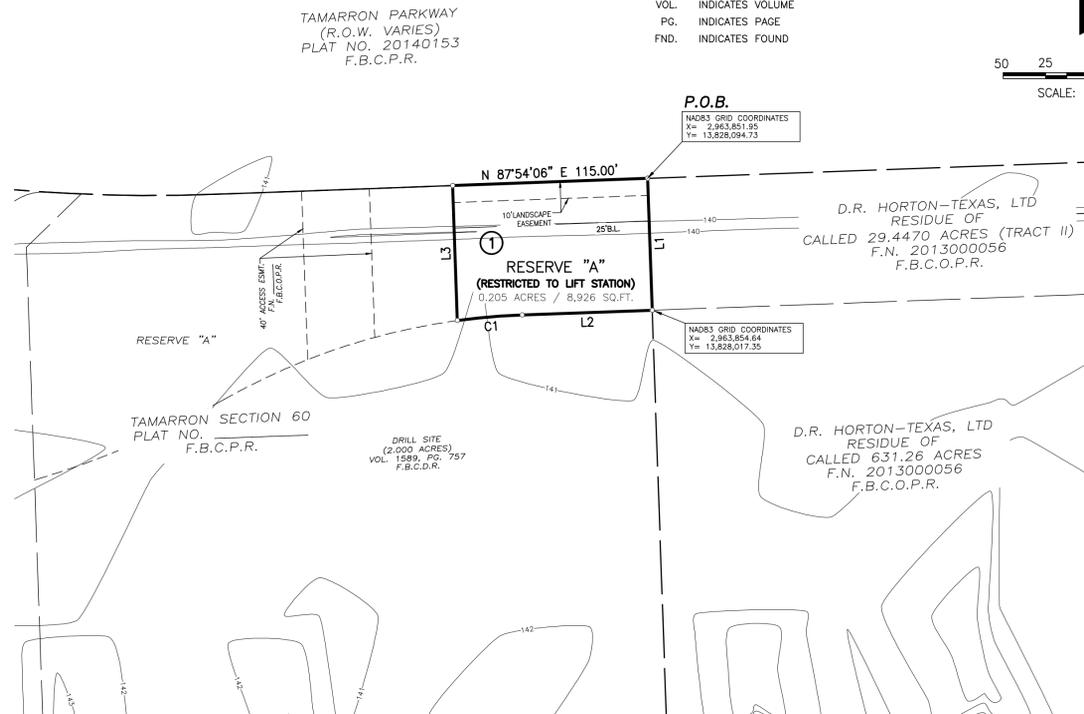 TAMARRON PARKWAY
(R.O.W. VARIES)
PLAT NO. 20140153
F.B.C.P.R.
VOL. INDICATES VOLUME
PG. INDICATES PAGE
FND. INDICATES FOUND
50 25
SCALE:
P.O.B.
NAD83 GRID COORDINATES
X= 2,963,851.95
Y= 13,828,094.73
N 87°54'06" E 115.00'
141
10'LANDSCAPE
EASEMENT
25'B.L.
140
140
D.R. HORTON-TEXAS, LTD
RESIDUE OF
CALLED 29.4470 ACRES (TRACT II)
F.N. 2013000056
F.B.C.O.P.R.
1
L3
L1
RESERVE "A"
(RESTRICTED TO LIFT STATION)
0.205 ACRES / 8,926 SQ.FT.
C1
L2
40' ACCESS ESMT.
F.N.
F.B.C.O.P.R.
NAD83 GRID COORDINATES
X= 2,963,854.64
Y= 13,828,017.35
RESERVE "A"
141
TAMARRON SECTION 60
PLAT NO.
F.B.C.P.R.
DRILL SITE
(2.000 ACRES)
VOL. 1589, PG. 757
F.B.C.D.R.
D.R. HORTON-TEXAS, LTD
RESIDUE OF
CALLED 631.26 ACRES
F.N. 2013000056
F.B.C.O.P.R.
142
143
142
142
141